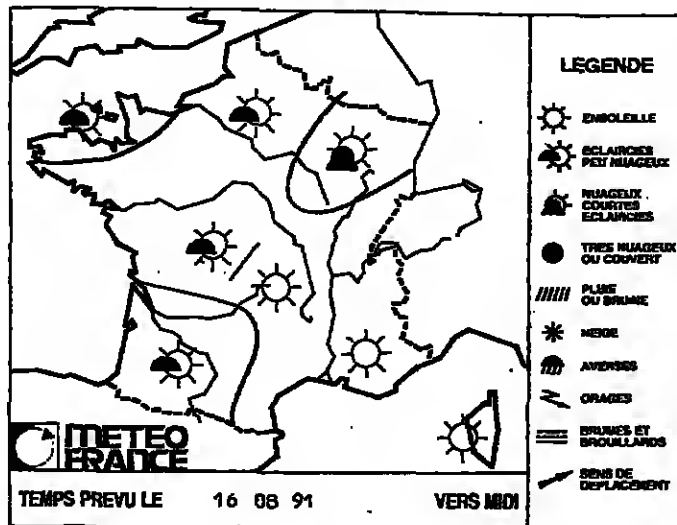 LEGENDE
ENSOLEILLE
ECLAIRCIES
PEU NUAGEUX
NUAGEUX
COURTES
ECLAIRCIES
TRES NUAGEUX
OU COUVERT
PLUIE
OU BRUME
NEIGE
AVERSES
ORAGES
BRUMES ET
BROUILLARDS
SENS DE
DEPLACEMENT
METEO
FRANCE
TEMPS PREVU LE 16 08 91 VERS MIDI